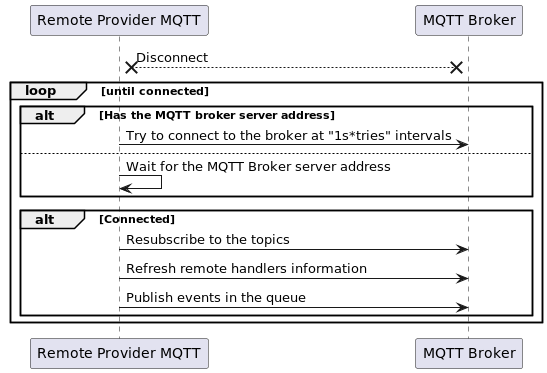 Remote Provider MQTT
MQTT Broker
Disconnect
loop [until connected]
alt [Has the MQTT broker server address]
Try to connect to the broker at "1s*tries" intervals
Wait for the MQTT Broker server address
alt [Connected]
Resubscribe to the topics
Refresh remote handlers information
Publish events in the queue
Remote Provider MQTT
MQTT Broker